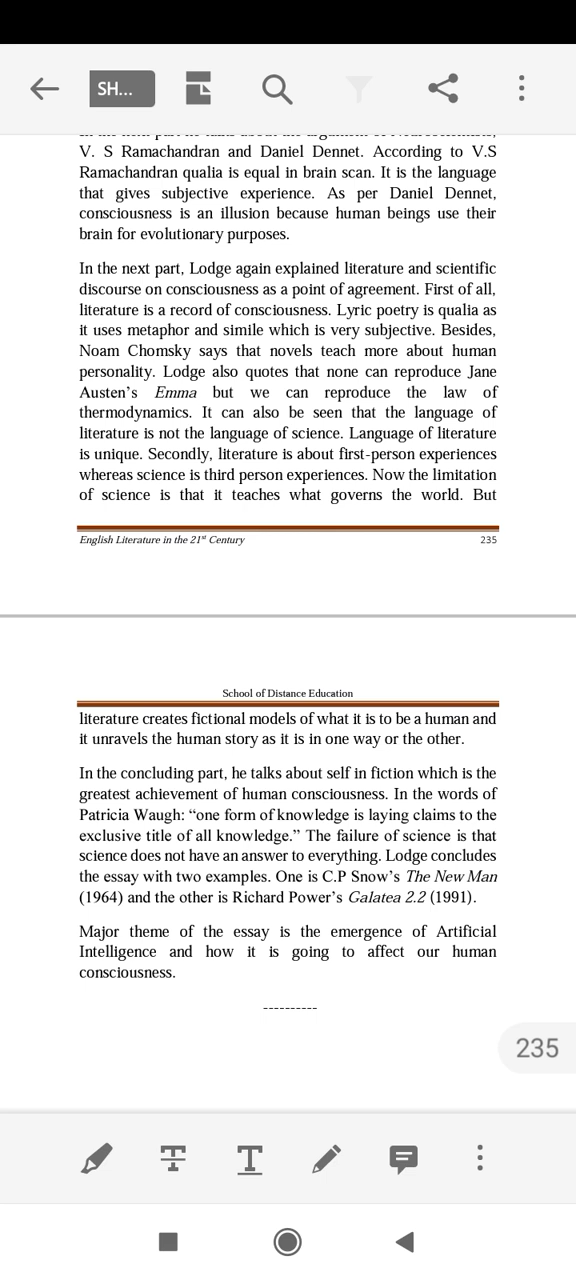 SH...
V. S Ramachandran and Daniel Dennet. According to V.S
Ramachandran qualia is equal in brain scan. It is the language
that gives subjective experience. As per Daniel Dennet,
consciousness is an illusion because human beings use their
brain for evolutionary purposes.
In the next part, Lodge again explained literature and scientific
discourse on consciousness as a point of agreement. First of all,
literature is a record of consciousness. Lyric poetry is qualia as
it uses metaphor and simile which is very subjective. Besides,
Noam Chomsky says that novels teach more about human
personality. Lodge also quotes that none can reproduce Jane
Austen's Emma but we can reproduce the law of
thermodynamics. It can also be seen that the language of
literature is not the language of science. Language of literature
is unique. Secondly, literature is about first-person experiences
whereas science is third person experiences. Now the limitation
of science is that it teaches what governs the world. But
English Literature in the 21st Century 235
School of Distance Education
literature creates fictional models of what it is to be a human and
it unravels the human story as it is in one way or the other.
In the concluding part, he talks about self in fiction which is the
greatest achievement of human consciousness. In the words of
Patricia Waugh: “one form of knowledge is laying claims to the
exclusive title of all knowledge.” The failure of science is that
science does not have an answer to everything. Lodge concludes
the essay with two examples. One is C.P Snow's The New Man
(1964) and the other is Richard Power's Galatea 2.2 (1991).
Major theme of the essay is the emergence of Artificial
Intelligence and how it is going to affect our human
consciousness.
----------
235